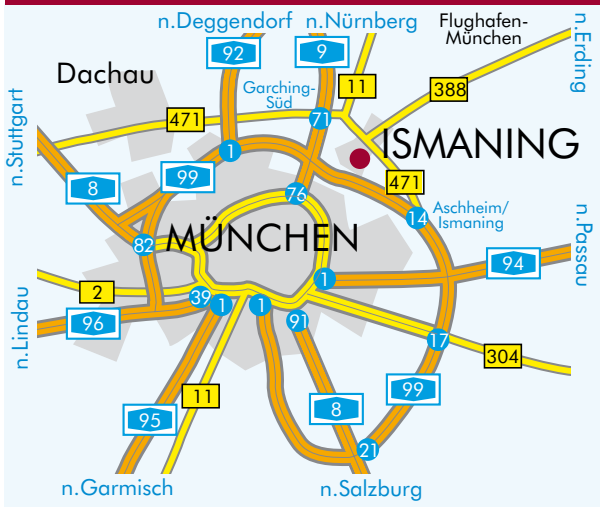 n.Deggendorf n.Nürnberg
Flughafen-
München
n.Erding
92
9
Dachau
Garching-
Süd
11
388
471
71
n.Stuttgart
1
ISMANING
99
8
471
76
14
Aschheim/
Ismaning
n.Passau
82
MÜNCHEN
94
1
2
39
1
1
91
n.Lindau
96
17
304
99
11
8
95
21
n.Garmisch
n.Salzburg